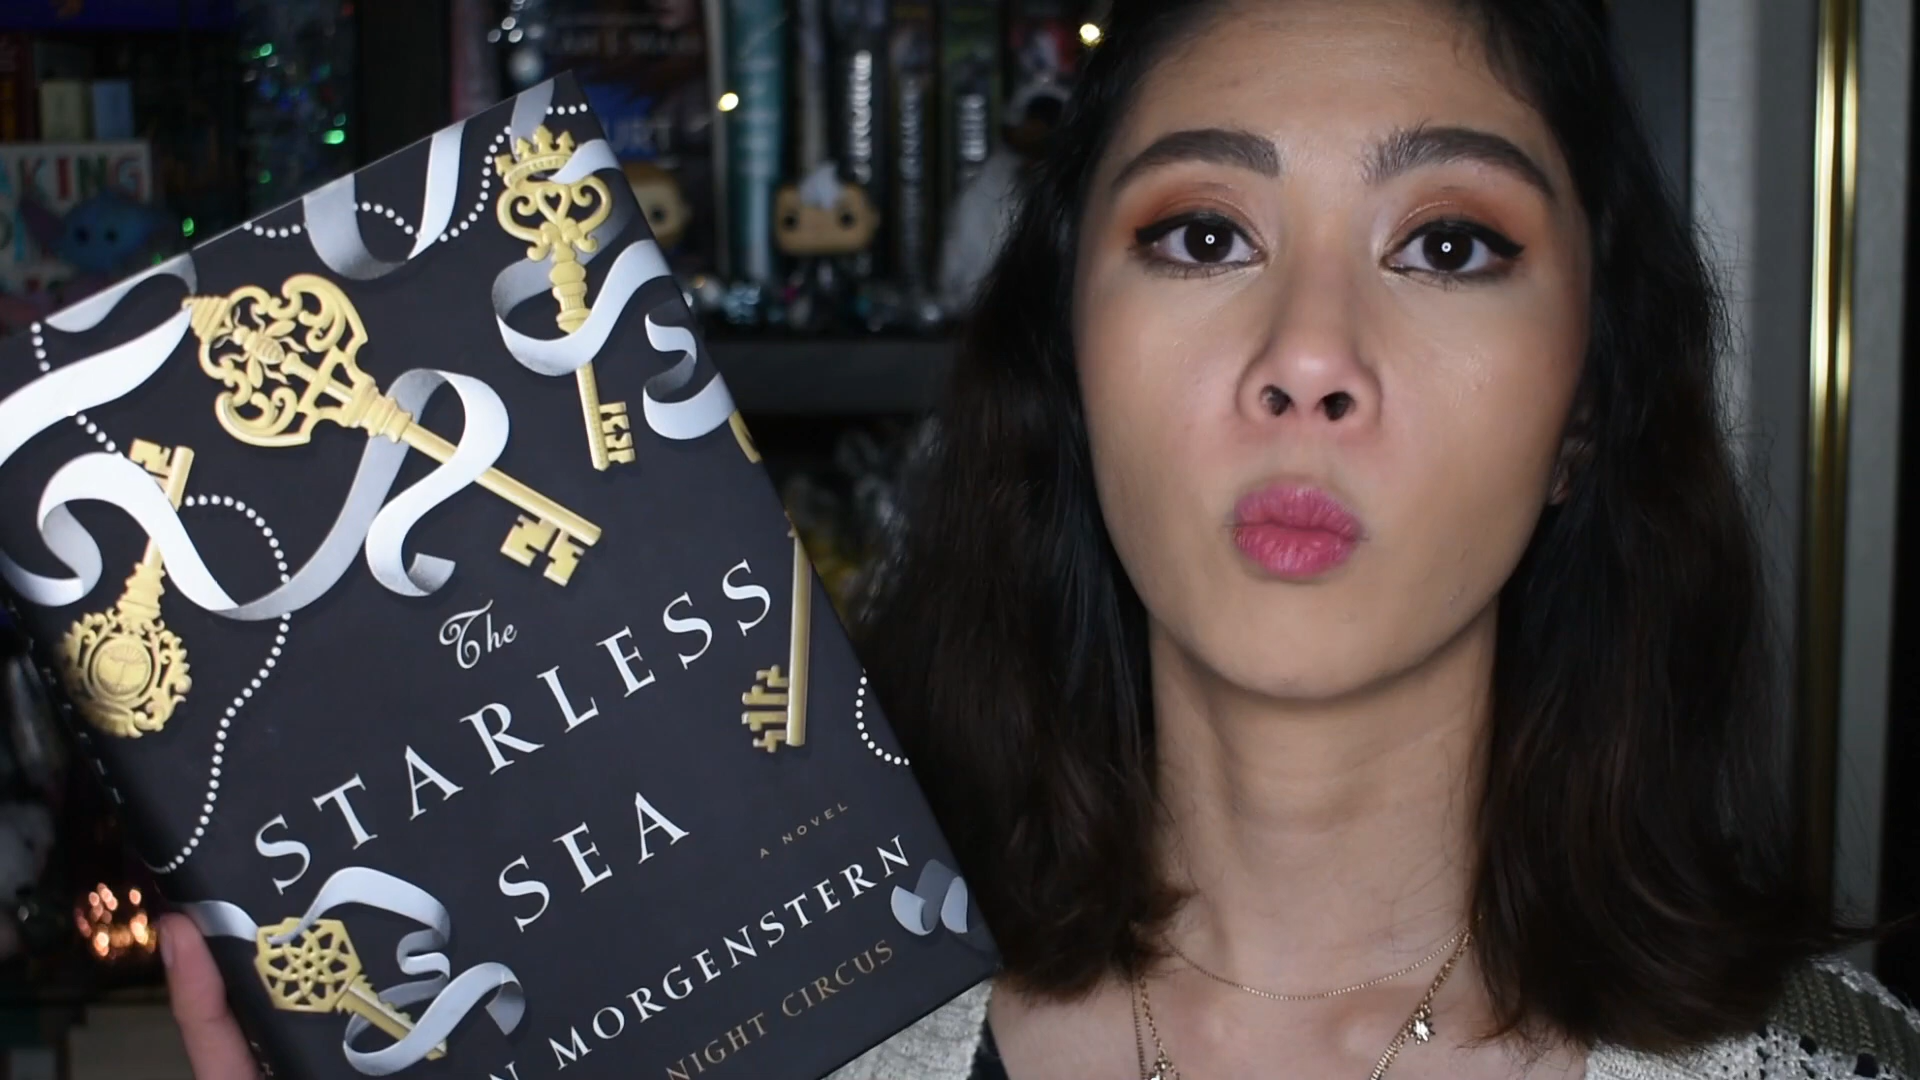 The
STARLESS
SEA
A NOVEL
MORGENSTERN
NIGHT CIRCUS